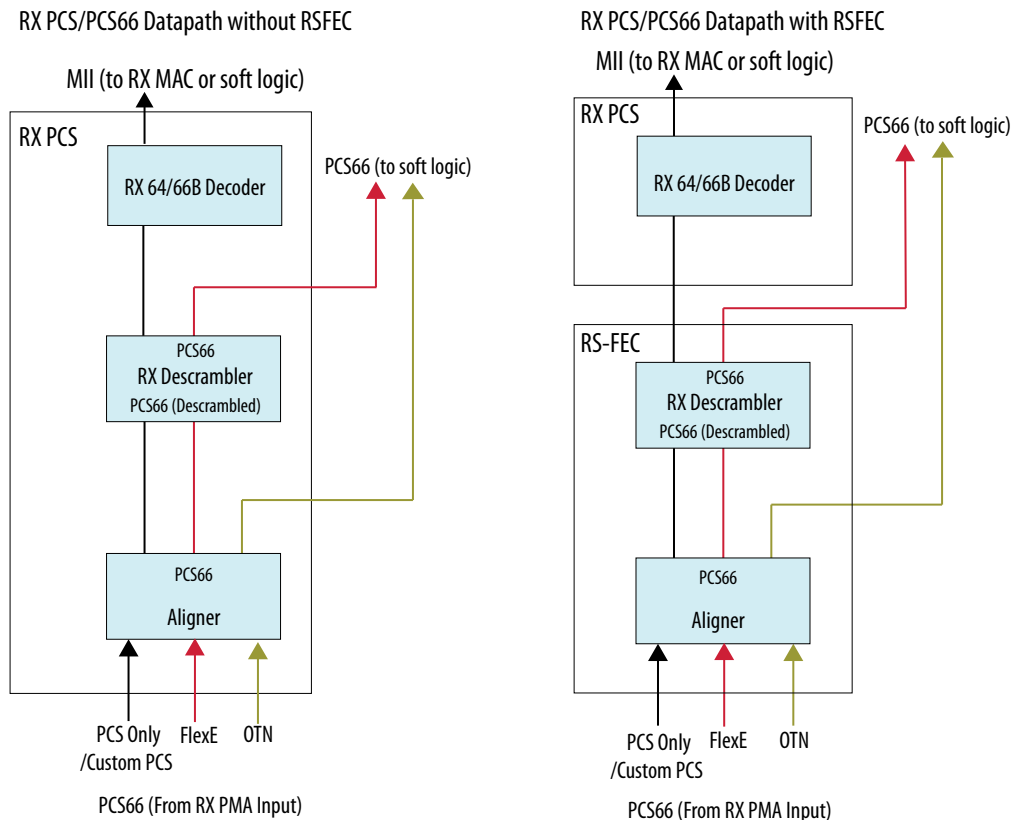 RX PCS/PCS66 Datapath without RSFEC
MII (to RX MAC or soft logic)
RX PCS
RX 64/66B Decoder
PCS66 (to soft logic)
PCS66
RX Descrambler
PCS66 (Descrambled)
PCS66
Aligner
PCS Only
/Custom PCS
FlexE
OTN
PCS66 (From RX PMA Input)
RX PCS/PCS66 Datapath with RSFEC
MII (to RX MAC or soft logic)
RX PCS
RX 64/66B Decoder
PCS66 (to soft logic)
RS-FEC
PCS66
RX Descrambler
PCS66 (Descrambled)
PCS66
Aligner
PCS Only
/Custom PCS
FlexE
OTN
PCS66 (From RX PMA Input)